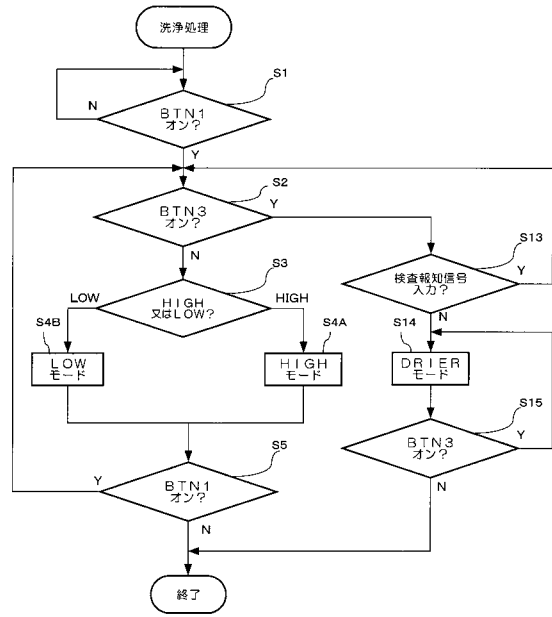 洗浄処理
S1
N
BTN1
オン?
Y
S2
BTN3
オン?
Y
N
S13
検査報知信号
入力?
Y
N
S3
LOW
HIGH
又はLOW?
HIGH
S4B
LOW
モード
S4A
HIGH
モード
S14
DRIER
モード
S15
BTN3
オン?
Y
N
S5
Y
BTN1
オン?
N
終了